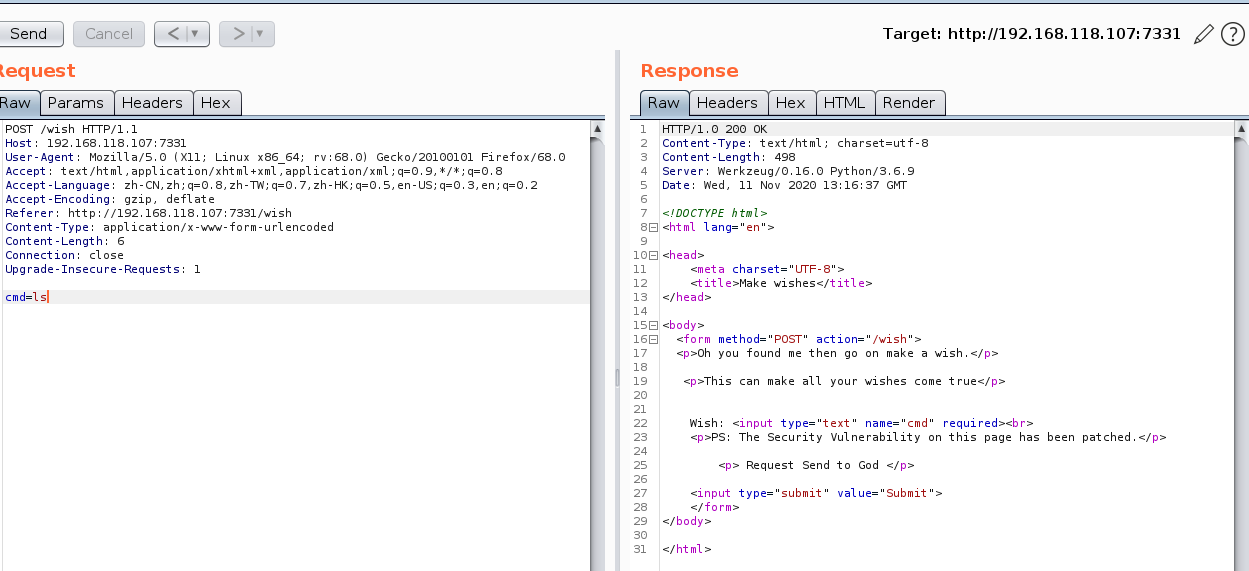 Send Cancel < > Target: http://192.168.118.107:7331 ?
Request
Raw Params Headers Hex
POST /wish HTTP/1.1
Host: 192.168.118.107:7331
User-Agent: Mozilla/5.0 (X11; Linux x86_64; rv:68.0) Gecko/20100101 Firefox/68.0
Accept: text/html,application/xhtml+xml,application/xml;q=0.9,*/*;q=0.8
Accept-Language: zh-CN,zh;q=0.8,zh-TW;q=0.7,zh-HK;q=0.5,en-US;q=0.3,en;q=0.2
Accept-Encoding: gzip, deflate
Referer: http://192.168.118.107:7331/wish
Content-Type: application/x-www-form-urlencoded
Content-Length: 6
Connection: close
Upgrade-Insecure-Requests: 1
cmd=ls
Response
Raw Headers Hex HTML Render
1 HTTP/1.0 200 OK
2 Content-Type: text/html; charset=utf-8
3 Content-Length: 498
4 Server: Werkzeug/0.16.0 Python/3.6.9
5 Date: Wed, 11 Nov 2020 13:16:37 GMT
6
7 <!DOCTYPE html>
8 <html lang="en">
9
10 <head>
11 <meta charset="UTF-8">
12 <title>Make wishes</title>
13 </head>
14
15 <body>
16 <form method="POST" action="/wish">
17 <p>Oh you found me then go on make a wish.</p>
18
19 <p>This can make all your wishes come true</p>
20
21
22 Wish: <input type="text" name="cmd" required><br>
23 <p>PS: The Security Vulnerability on this page has been patched.</p>
24
25 <p> Request Send to God </p>
26
27 <input type="submit" value="Submit">
28 </form>
29 </body>
30
31 </html>